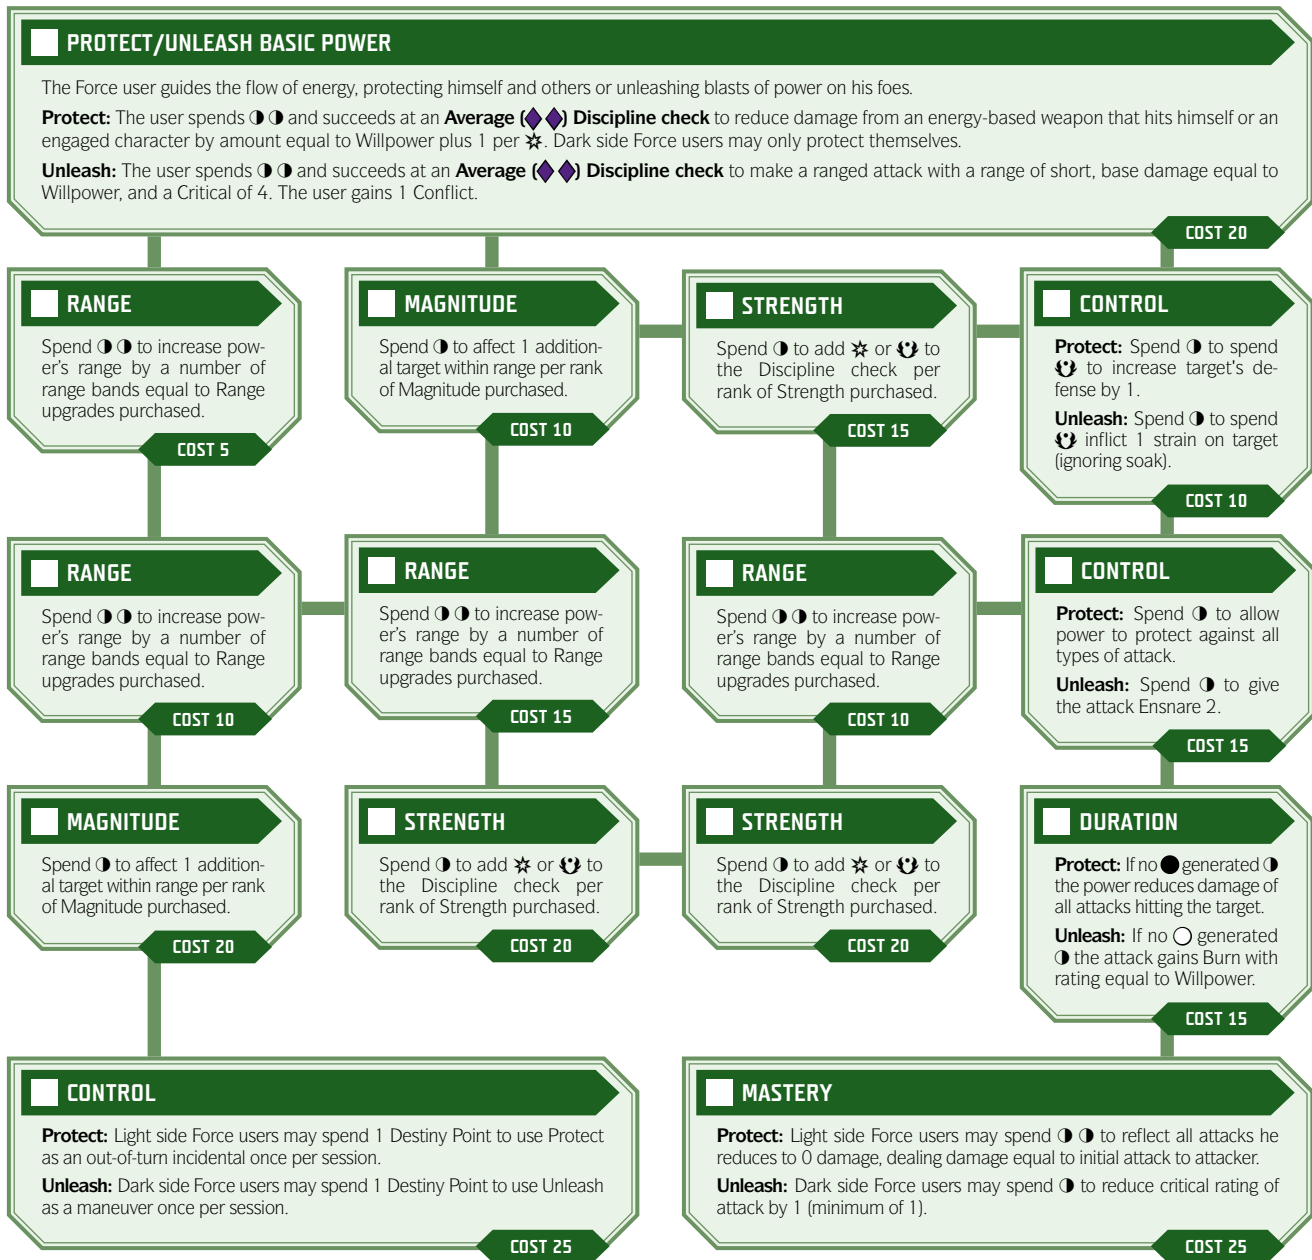 PROTECT/UNLEASH BASIC POWER
The Force user guides the flow of energy, protecting himself and others or unleashing blasts of power on his foes.
Protect: The user spends ◑ ◑ and succeeds at an Average (◆ ◆) Discipline check to reduce damage from an energy-based weapon that hits himself or an
engaged character by amount equal to Willpower plus 1 per ✲. Dark side Force users may only protect themselves.
Unleash: The user spends ◑ ◑ and succeeds at an Average (◆ ◆) Discipline check to make a ranged attack with a range of short, base damage equal to
Willpower, and a Critical of 4. The user gains 1 Conflict.
COST 20
RANGE
Spend ◑ ◑ to increase pow-
er's range by a number of
range bands equal to Range
upgrades purchased.
COST 5
MAGNITUDE
Spend ◑ to affect 1 addition-
al target within range per rank
of Magnitude purchased.
COST 10
STRENGTH
Spend ◑ to add ✲ or to
the Discipline check per
rank of Strength purchased.
COST 15
CONTROL
Protect: Spend ◑ to spend
to increase target's de-
fense by 1.
Unleash: Spend ◑ to spend
inflict 1 strain on target
(ignoring soak).
COST 10
RANGE
Spend ◑ ◑ to increase pow-
er's range by a number of
range bands equal to Range
upgrades purchased.
COST 10
RANGE
Spend ◑ ◑ to increase pow-
er's range by a number of
range bands equal to Range
upgrades purchased.
COST 15
RANGE
Spend ◑ ◑ to increase pow-
er's range by a number of
range bands equal to Range
upgrades purchased.
COST 10
CONTROL
Protect: Spend ◑ to allow
power to protect against all
types of attack.
Unleash: Spend ◑ to give
the attack Ensnare 2.
COST 15
MAGNITUDE
Spend ◑ to affect 1 addition-
al target within range per rank
of Magnitude purchased.
COST 20
STRENGTH
Spend ◑ to add ✲ or to
the Discipline check per
rank of Strength purchased.
COST 20
STRENGTH
Spend ◑ to add ✲ or to
the Discipline check per
rank of Strength purchased.
COST 20
DURATION
Protect: If no ● generated ◑
the power reduces damage of
all attacks hitting the target.
Unleash: If no ○ generated
◑ the attack gains Burn with
rating equal to Willpower.
COST 15
CONTROL
Protect: Light side Force users may spend 1 Destiny Point to use Protect
as an out-of-turn incidental once per session.
Unleash: Dark side Force users may spend 1 Destiny Point to use Unleash
as a maneuver once per session.
COST 25
MASTERY
Protect: Light side Force users may spend ◑ ◑ to reflect all attacks he
reduces to 0 damage, dealing damage equal to initial attack to attacker.
Unleash: Dark side Force users may spend ◑ to reduce critical rating of
attack by 1 (minimum of 1).
COST 25